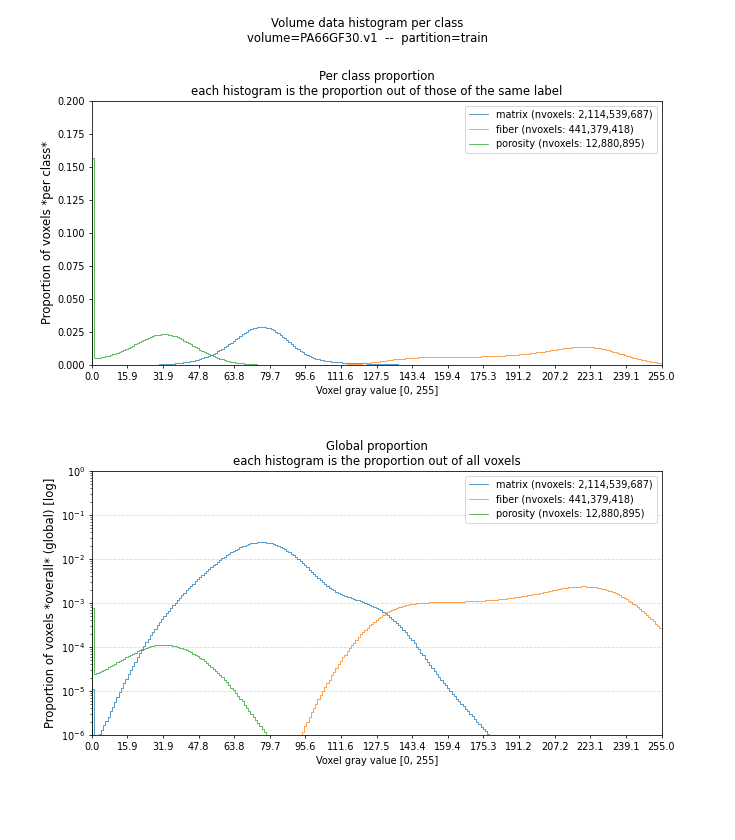 Volume data histogram per class
volume=PA66GF30.v1 -- partition=train
Per class proportion
each histogram is the proportion out of those of the same label
0.200
0.175
0.150
0.125
0.100
0.075
0.050
0.025
0.000
Proportion of voxels *per class*
matrix (nvoxels: 2,114,539,687)
fiber (nvoxels: 441,379,418)
porosity (nvoxels: 12,880,895)
0.0 15.9 31.9 47.8 63.8 79.7 95.6 111.6 127.5 143.4 159.4 175.3 191.2 207.2 223.1 239.1 255.0
Voxel gray value [0, 255]
Global proportion
each histogram is the proportion out of all voxels
10⁰
10⁻¹
10⁻²
10⁻³
10⁻⁴
10⁻⁵
10⁻⁶
Proportion of voxels *overall* (global) [log]
matrix (nvoxels: 2,114,539,687)
fiber (nvoxels: 441,379,418)
porosity (nvoxels: 12,880,895)
0.0 15.9 31.9 47.8 63.8 79.7 95.6 111.6 127.5 143.4 159.4 175.3 191.2 207.2 223.1 239.1 255.0
Voxel gray value [0, 255]